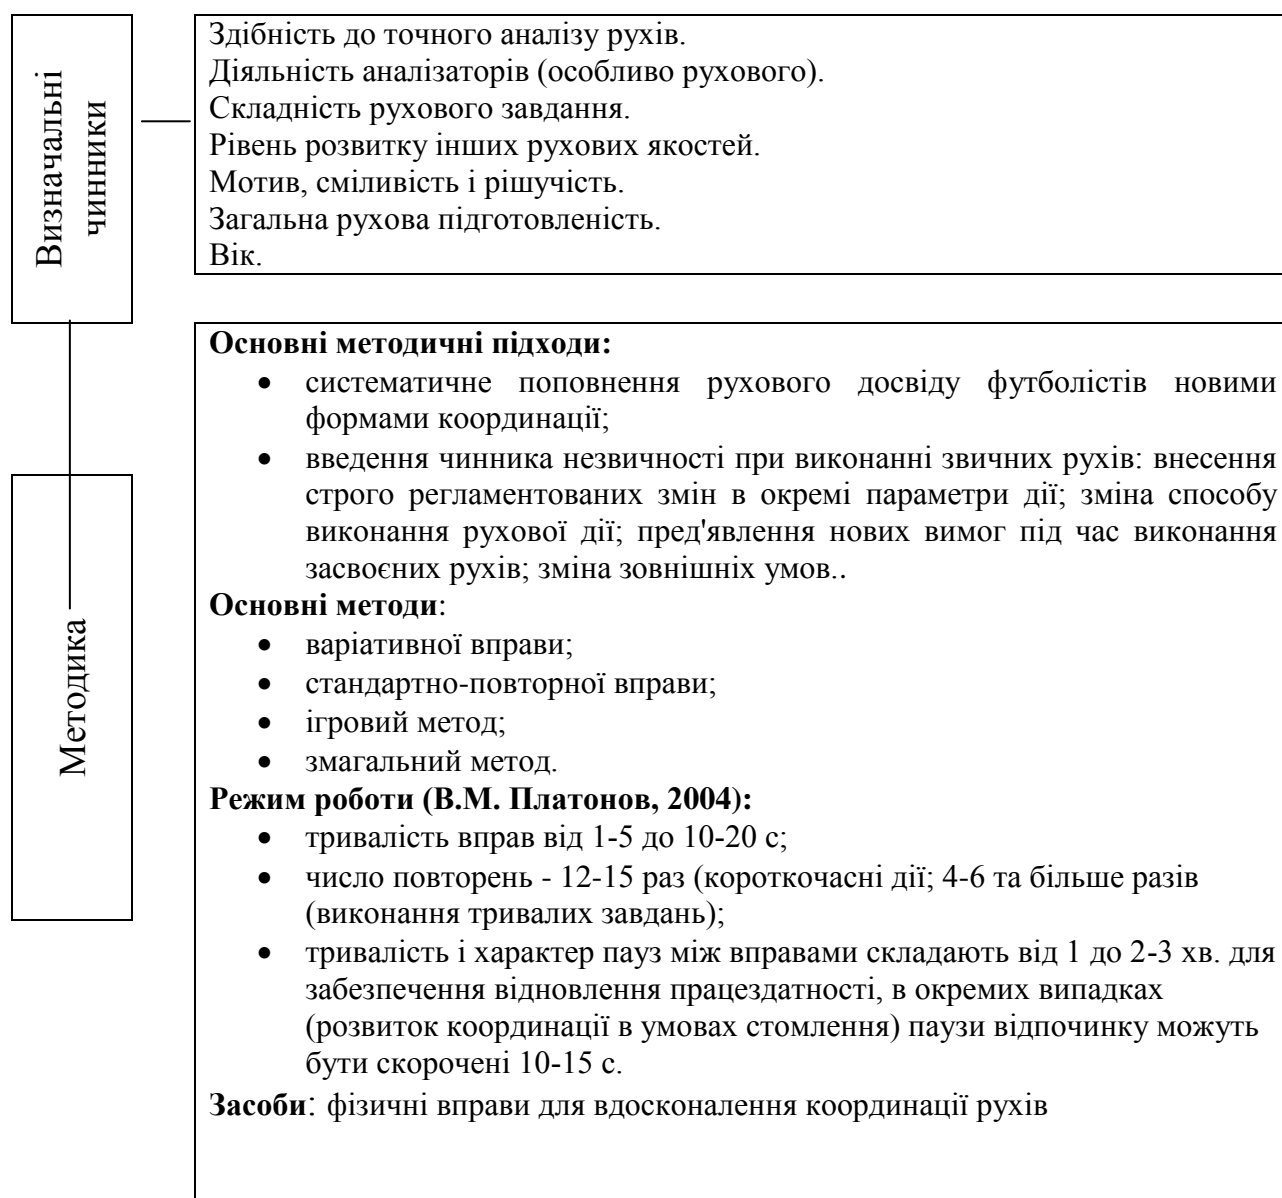 Визначальні
чинники
Здібність до точного аналізу рухів.
Діяльність аналізаторів (особливо рухового).
Складність рухового завдання.
Рівень розвитку інших рухових якостей.
Мотив, сміливість і рішучість.
Загальна рухова підготовленість.
Вік.
Методика
Основні методичні підходи:
• систематичне поповнення рухового досвіду футболістів новими
формами координації;
• введення чинника незвичності при виконанні звичних рухів: внесення
строго регламентованих змін в окремі параметри дії; зміна способу
виконання рухової дії; пред'явлення нових вимог під час виконання
засвоєних рухів; зміна зовнішніх умов..
Основні методи:
• варіативної вправи;
• стандартно-повторної вправи;
• ігровий метод;
• змагальний метод.
Режим роботи (В.М. Платонов, 2004):
• тривалість вправ від 1-5 до 10-20 с;
• число повторень - 12-15 раз (короткочасні дії; 4-6 та більше разів
(виконання тривалих завдань);
• тривалість і характер пауз між вправами складають від 1 до 2-3 хв. для
забезпечення відновлення працездатності, в окремих випадках
(розвиток координації в умовах стомлення) паузи відпочинку можуть
бути скорочені 10-15 с.
Засоби: фізичні вправи для вдосконалення координації рухів